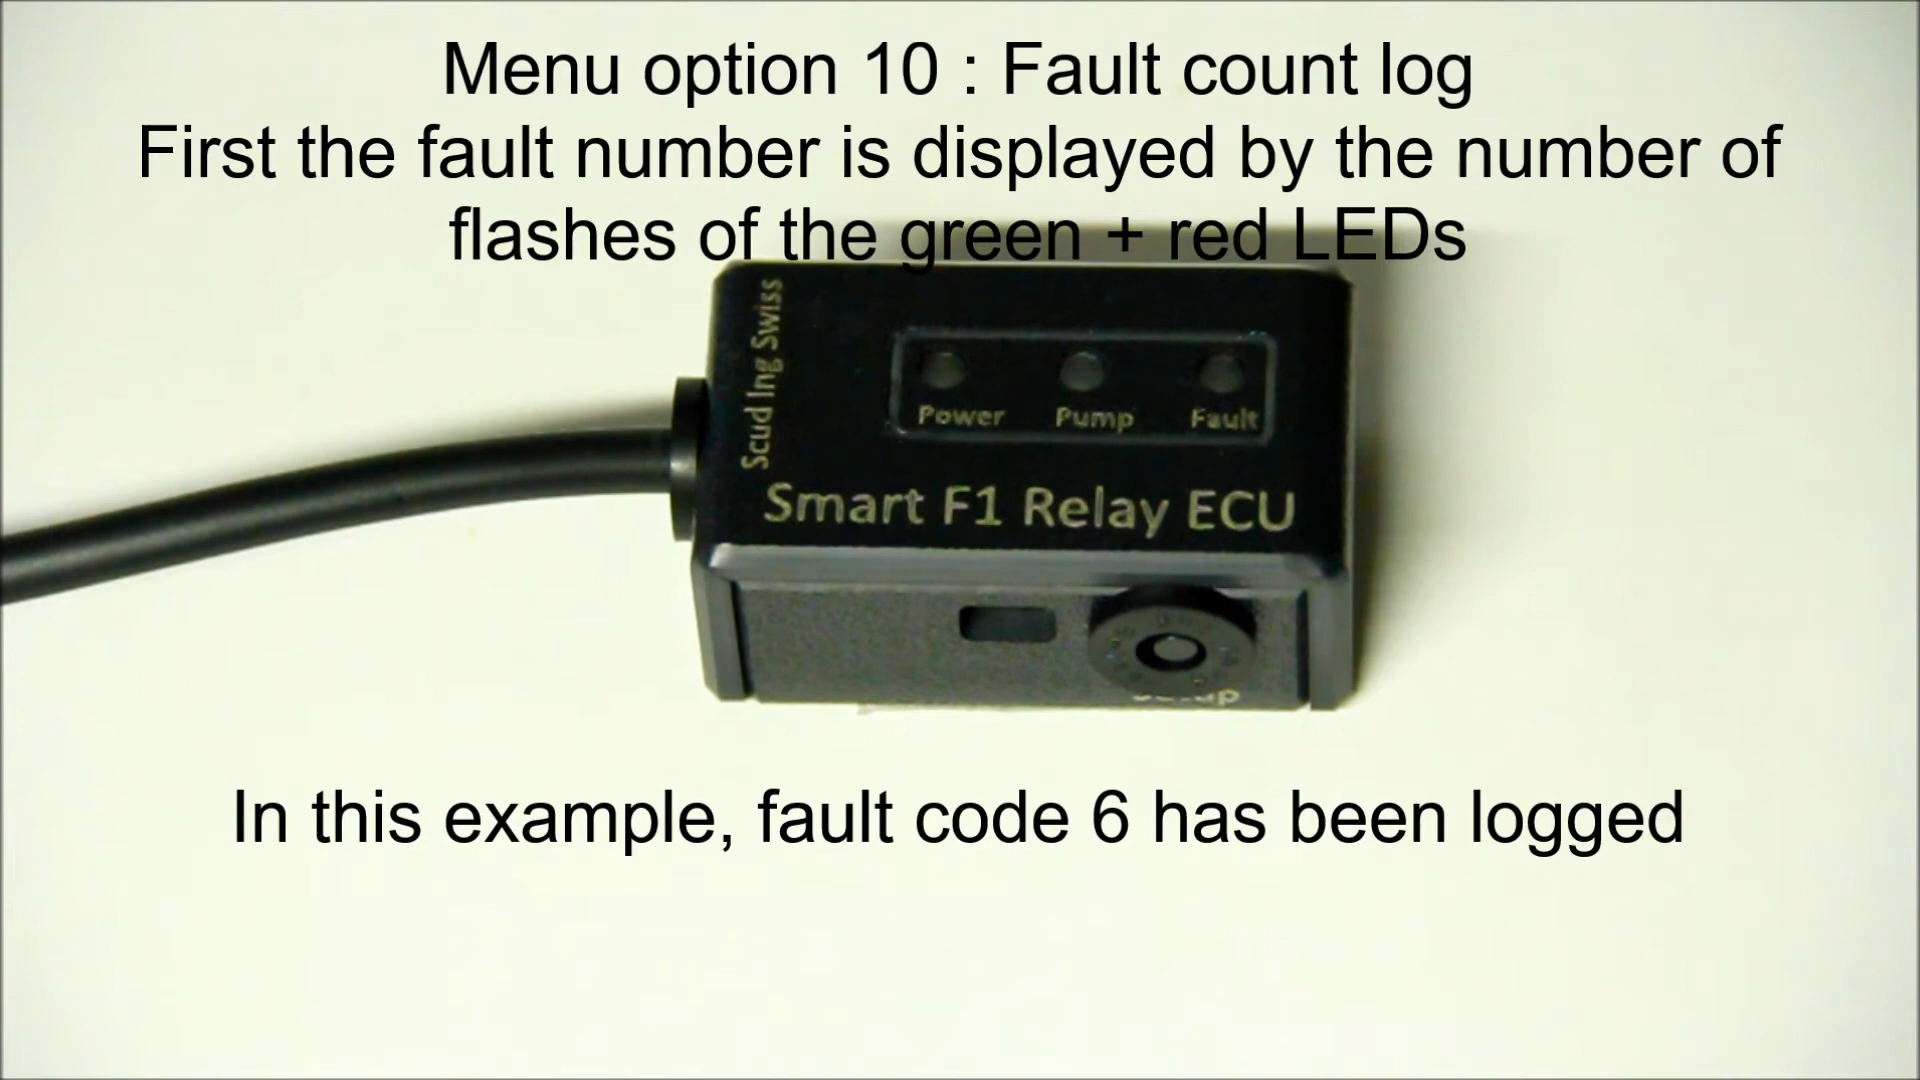 Menu option 10 : Fault count log
First the fault number is displayed by the number of
flashes of the green + red LEDs
Scud Ing Swiss
Power Pump Fault
Smart F1 Relay ECU
In this example, fault code 6 has been logged